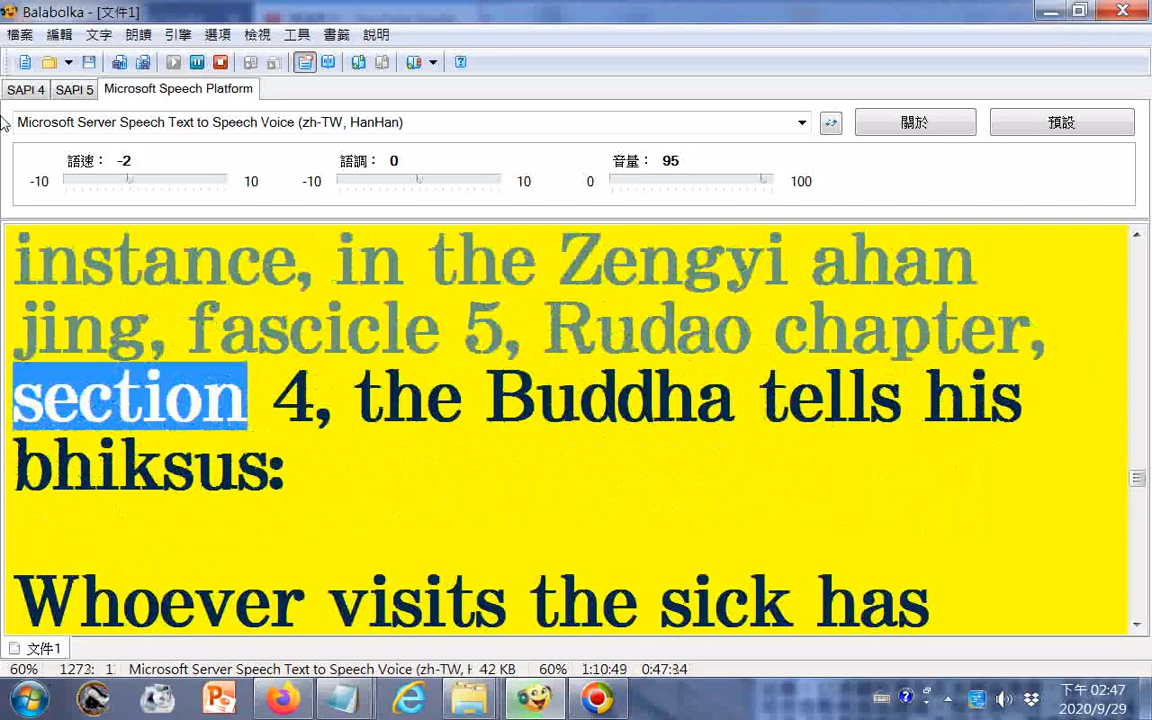 Balabolka - [文件1]
檔案 編輯 文字 朗讀 引擎 選項 檢視 工具 書籤 說明
SAPI 4 SAPI 5 Microsoft Speech Platform
Microsoft Server Speech Text to Speech Voice (zh-TW, HanHan) 關於 預設
語速： -2 語調： 0 音量： 95
-10 10 -10 10 0 100
instance, in the Zengyi ahan
jing, fascicle 5, Rudao chapter,
section 4, the Buddha tells his
bhiksus:
Whoever visits the sick has
文件1
60% 1273: Microsoft Server Speech Text to Speech Voice (zh-TW, 42 KB 60% 1:10:49 0:47:34
下午 02:47
2020/9/29